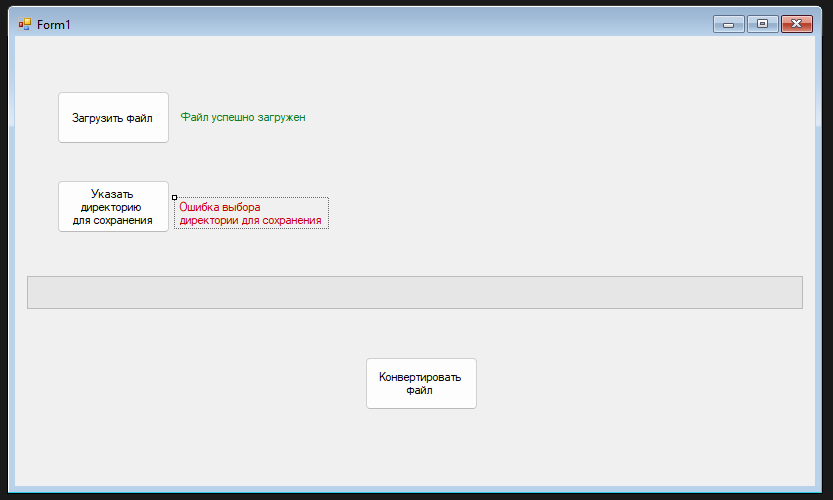 Form1
Загрузить файл
Файл успешно загружен
Указать
директорию
для сохранения
Ошибка выбора
директории для сохранения
Конвертировать
файл